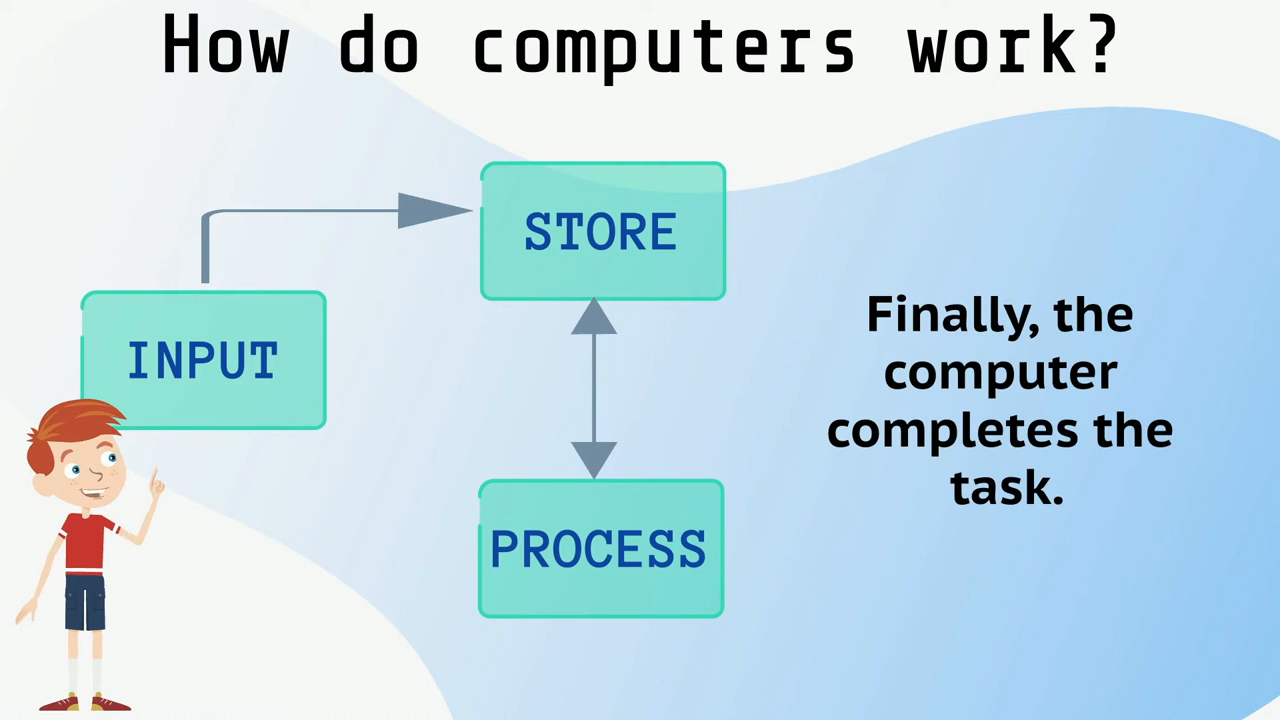 How do computers work?
STORE
INPUT
PROCESS
Finally, the
computer
completes the
task.